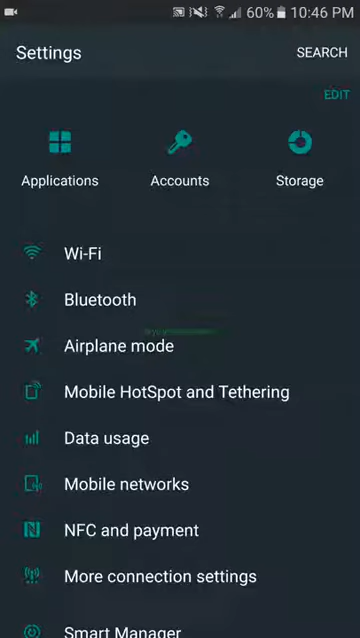 60% 10:46 PM
Settings
SEARCH
EDIT
Applications
Accounts
Storage
Wi-Fi
Bluetooth
Airplane mode
Mobile HotSpot and Tethering
Data usage
Mobile networks
NFC and payment
More connection settings
Smart Manager